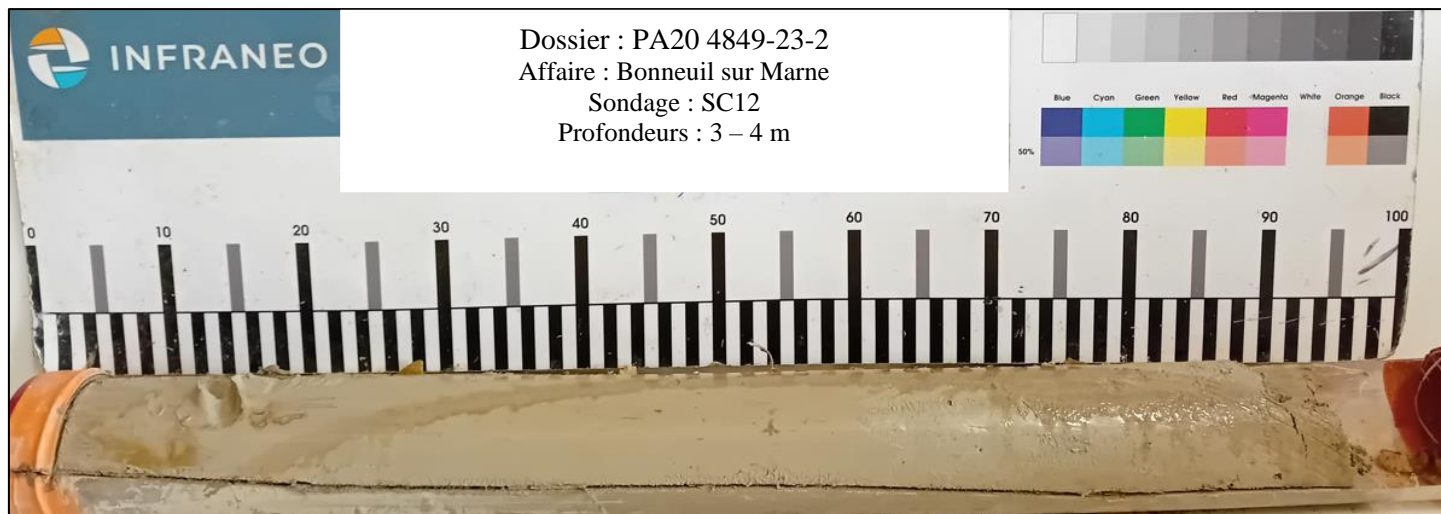 INFRANEO
Dossier : PA20 4849-23-2
Affaire : Bonneuil sur Marne
Sondage : SC12
Profondeurs : 3 – 4 m
Blue Cyan Green Yellow Red Magenta White Orange Black
50%
0 10 20 30 40 50 60 70 80 90 100